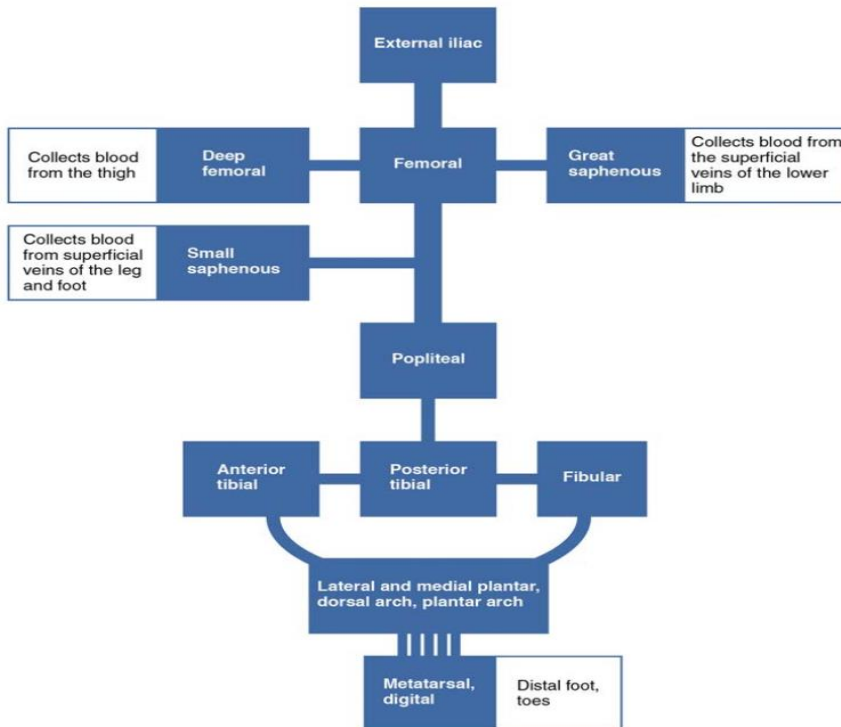 External iliac
Collects blood
from the thigh
Deep
femoral
Femoral
Great
saphenous
Collects blood from
the superficial
veins of the lower
limb
Collects blood
from superficial
veins of the leg
and foot
Small
saphenous
Popliteal
Anterior
tibial
Posterior
tibial
Fibular
Lateral and medial plantar,
dorsal arch, plantar arch
Metatarsal,
digital
Distal foot,
toes